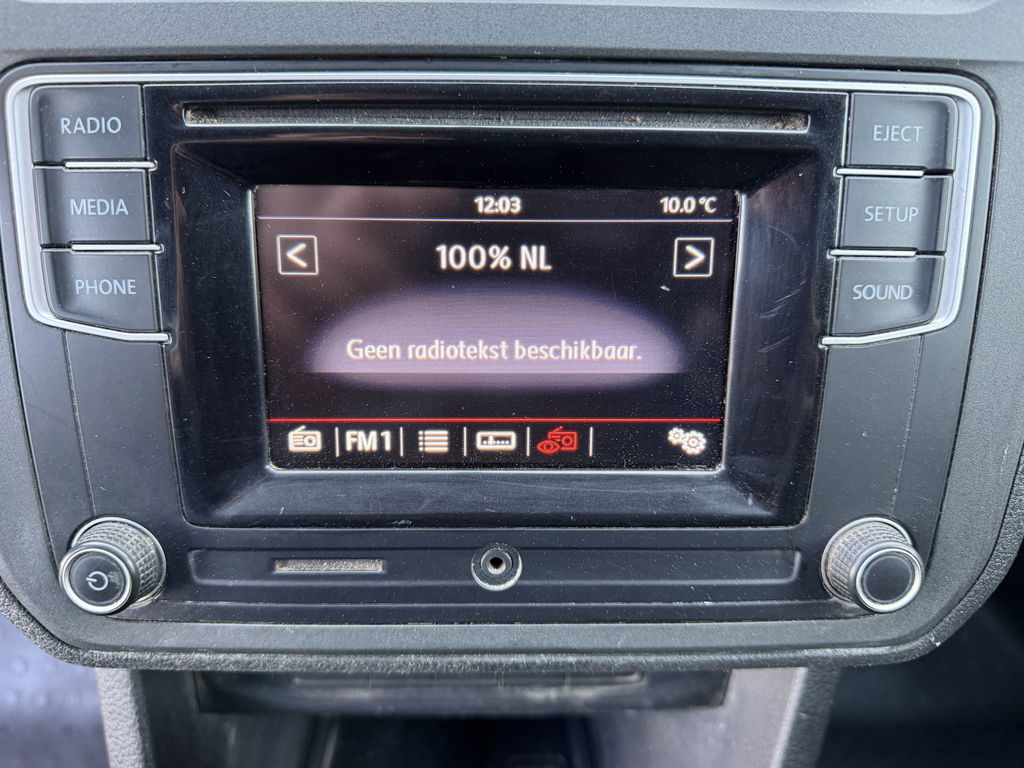 RADIO
MEDIA
PHONE
EJECT
SETUP
SOUND
12:03 10.0 °C
< 100% NL >
Geen radiotekst beschikbaar.
FM1